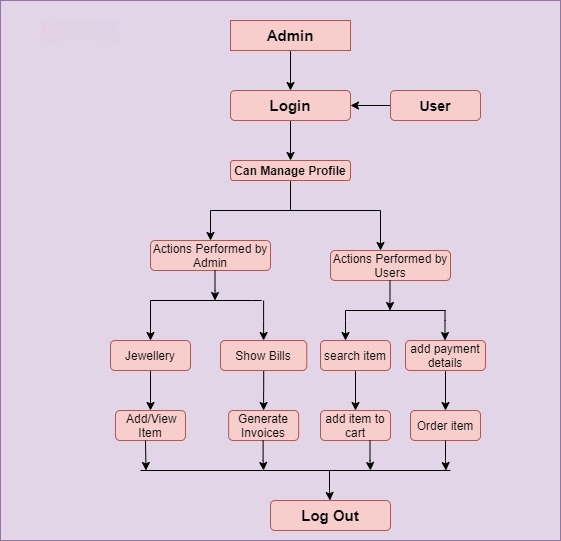 Admin
Login
User
Can Manage Profile
Actions Performed by
Admin
Actions Performed by
Users
Jewellery
Show Bills
search item
add payment
details
Add/View
Item
Generate
Invoices
add item to
cart
Order item
Log Out